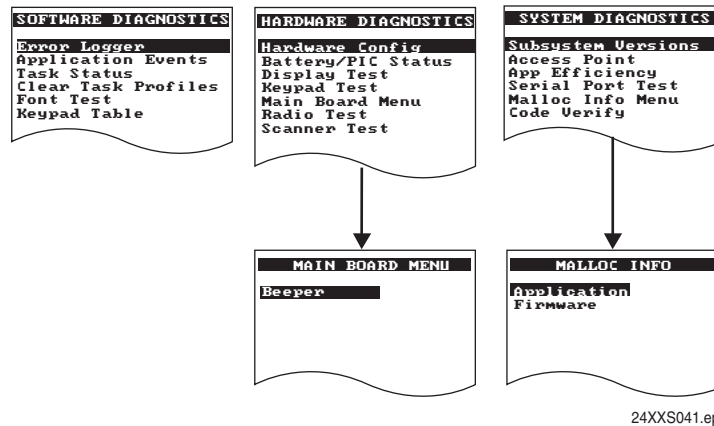 SOFTWARE DIAGNOSTICS
Error Logger
Application Events
Task Status
Clear Task Profiles
Font Test
Keypad Table
HARDWARE DIAGNOSTICS
Hardware Config
Battery/PIC Status
Display Test
Keypad Test
Main Board Menu
Radio Test
Scanner Test
SYSTEM DIAGNOSTICS
Subsystem Versions
Access Point
App Efficiency
Serial Port Test
Malloc Info Menu
Code Verify
MAIN BOARD MENU
Beeper
MALLOC INFO
Application
Firmware
24XXS041.ep